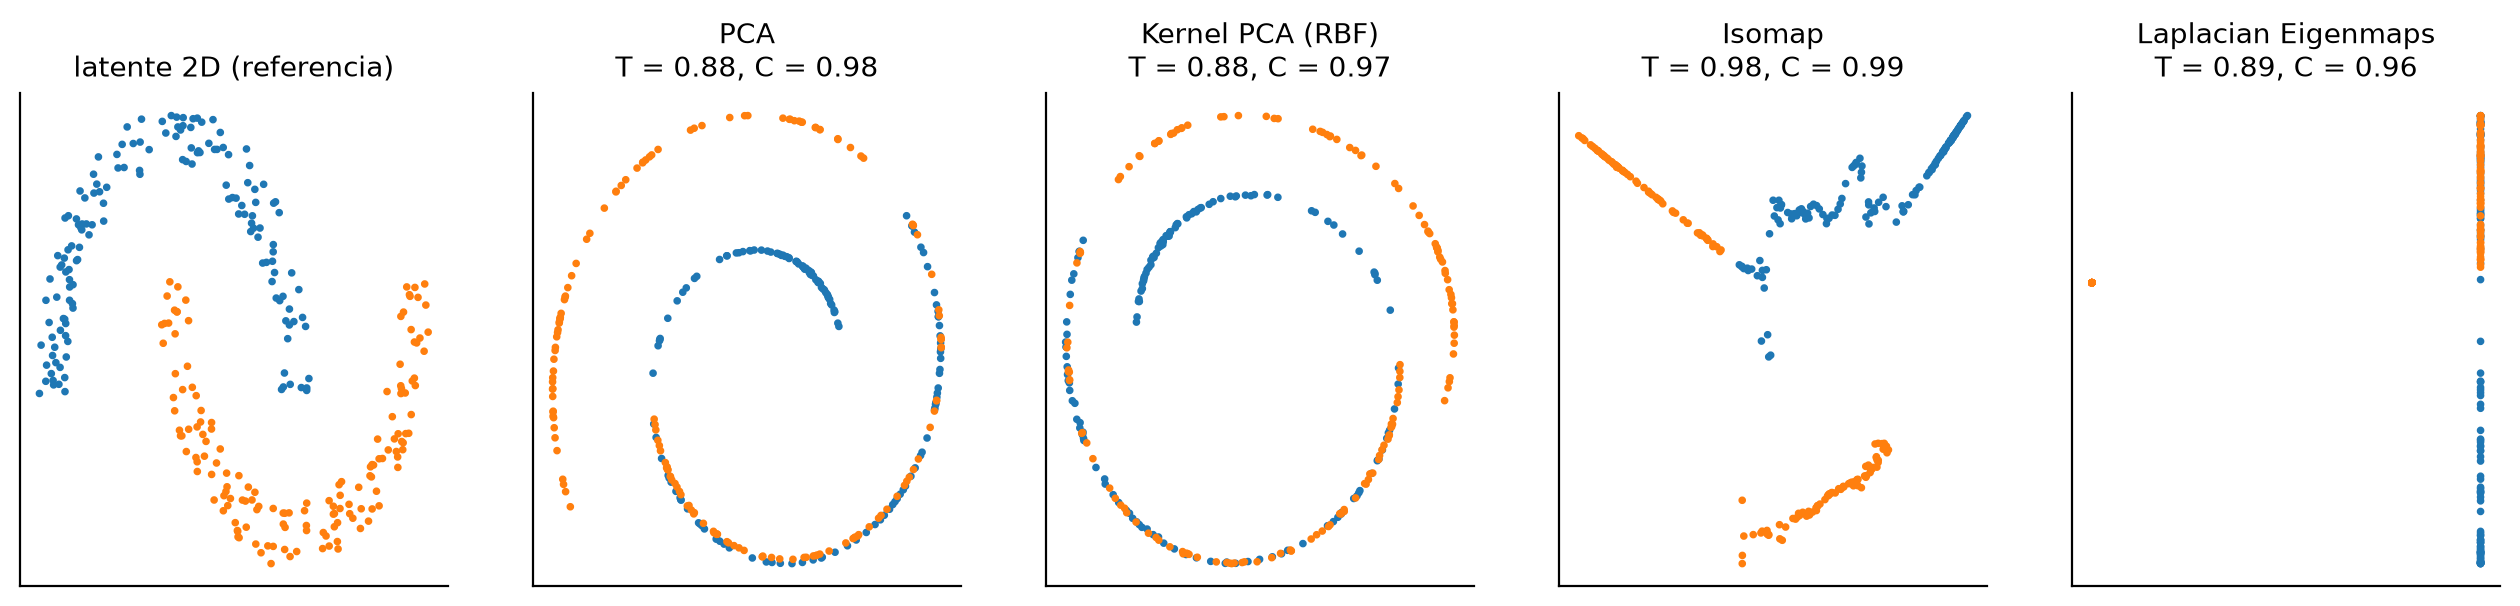 latente 2D (referencia)
PCA
T = 0.88, C = 0.98
Kernel PCA (RBF)
T = 0.88, C = 0.97
Isomap
T = 0.98, C = 0.99
Laplacian Eigenmaps
T = 0.89, C = 0.96